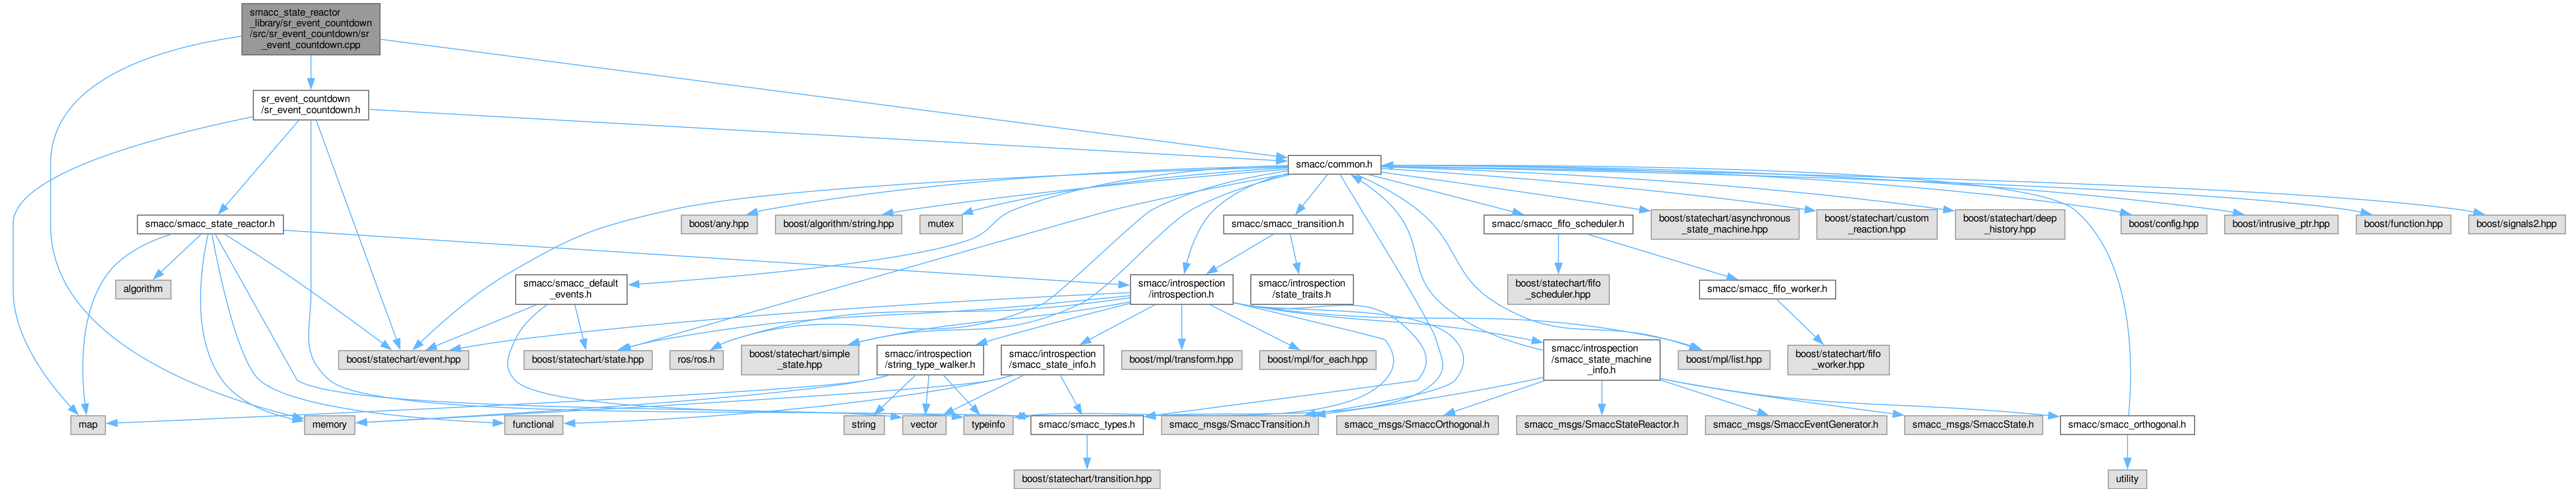 smacc_state_reactor
_library/sr_event_countdown
/src/sr_event_countdown/sr
_event_countdown.cpp
sr_event_countdown
/sr_event_countdown.h
smacc/common.h
smacc/smacc_state_reactor.h
boost/any.hpp
boost/algorithm/string.hpp
mutex
smacc/smacc_transition.h
smacc/smacc_fifo_scheduler.h
boost/statechart/asynchronous
_state_machine.hpp
boost/statechart/custom
_reaction.hpp
boost/statechart/deep
_history.hpp
boost/config.hpp
boost/intrusive_ptr.hpp
boost/function.hpp
boost/signals2.hpp
algorithm
smacc/smacc_default
_events.h
smacc/introspection
/introspection.h
smacc/introspection
/state_traits.h
boost/statechart/fifo
_scheduler.hpp
smacc/smacc_fifo_worker.h
boost/statechart/event.hpp
boost/statechart/state.hpp
ros/ros.h
boost/statechart/simple
_state.hpp
smacc/introspection
/string_type_walker.h
smacc/introspection
/smacc_state_info.h
boost/mpl/transform.hpp
boost/mpl/for_each.hpp
smacc/introspection
/smacc_state_machine
_info.h
boost/mpl/list.hpp
boost/statechart/fifo
_worker.hpp
map
memory
functional
string
vector
typeinfo
smacc/smacc_types.h
smacc_msgs/SmaccTransition.h
smacc_msgs/SmaccOrthogonal.h
smacc_msgs/SmaccStateReactor.h
smacc_msgs/SmaccEventGenerator.h
smacc_msgs/SmaccState.h
smacc/smacc_orthogonal.h
boost/statechart/transition.hpp
utility